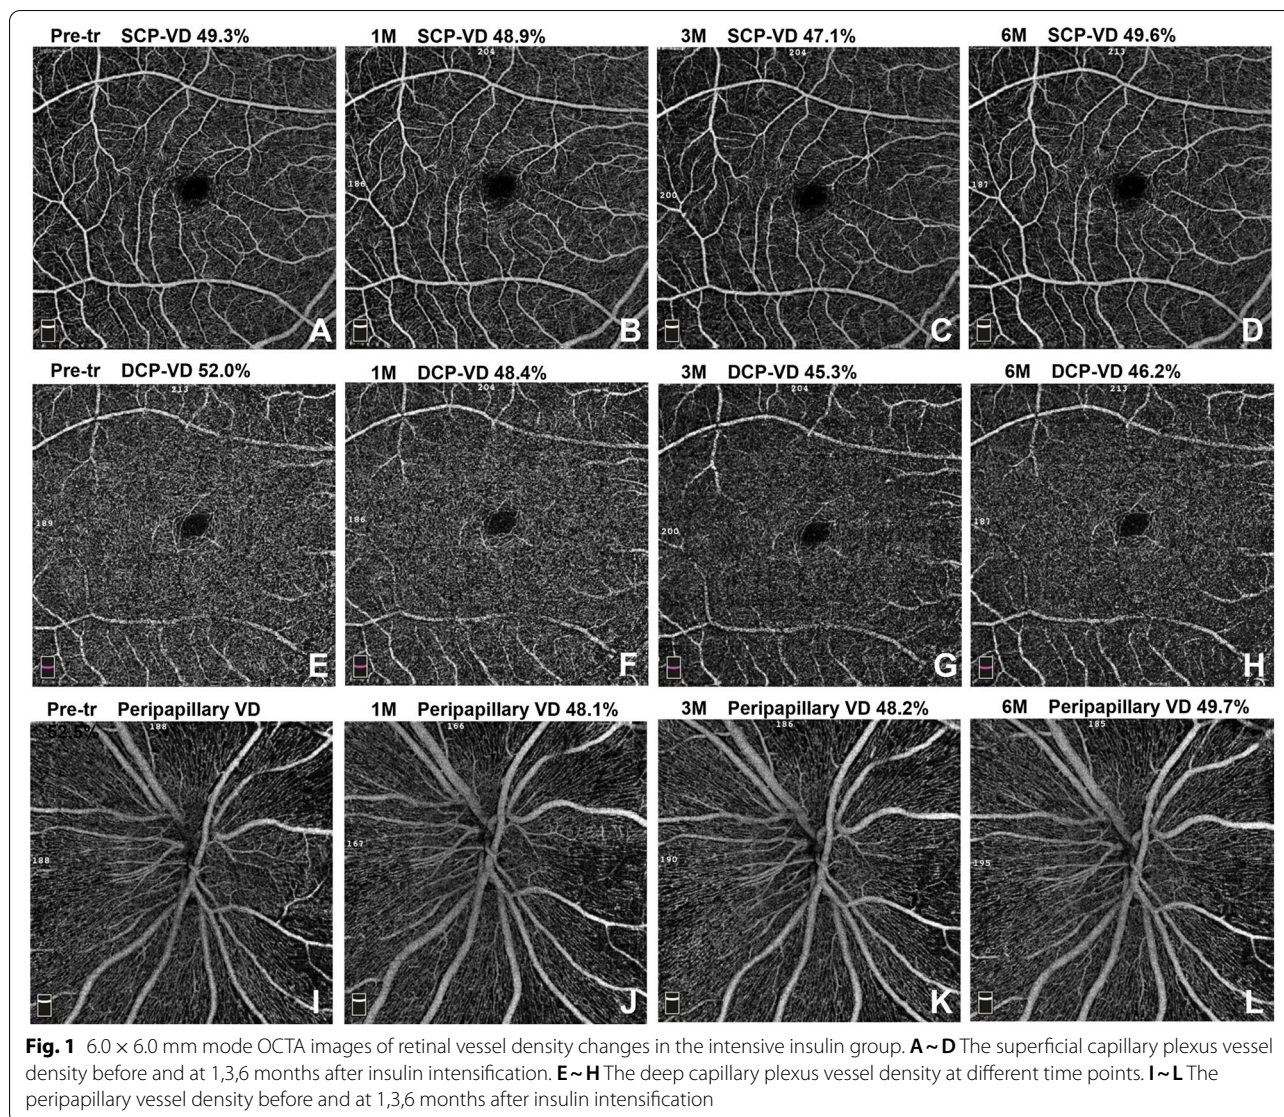 Pre-tr SCP-VD 49.3% 1M SCP-VD 48.9% 3M SCP-VD 47.1% 6M SCP-VD 49.6%
204 204 213
186 200 187
A B C D
Pre-tr DCP-VD 52.0% 1M DCP-VD 48.4% 3M DCP-VD 45.3% 6M DCP-VD 46.2%
213 204 204 213
189 186 200 187
E F G H
Pre-tr Peripapillary VD 1M Peripapillary VD 48.1% 3M Peripapillary VD 48.2% 6M Peripapillary VD 49.7%
52.5%
188 166 186 185
188 167 190 195
I J K L
Fig. 1 6.0 × 6.0 mm mode OCTA images of retinal vessel density changes in the intensive insulin group. A ~ D The superficial capillary plexus vessel
density before and at 1,3,6 months after insulin intensification. E ~ H The deep capillary plexus vessel density at different time points. I ~ L The
peripapillary vessel density before and at 1,3,6 months after insulin intensification